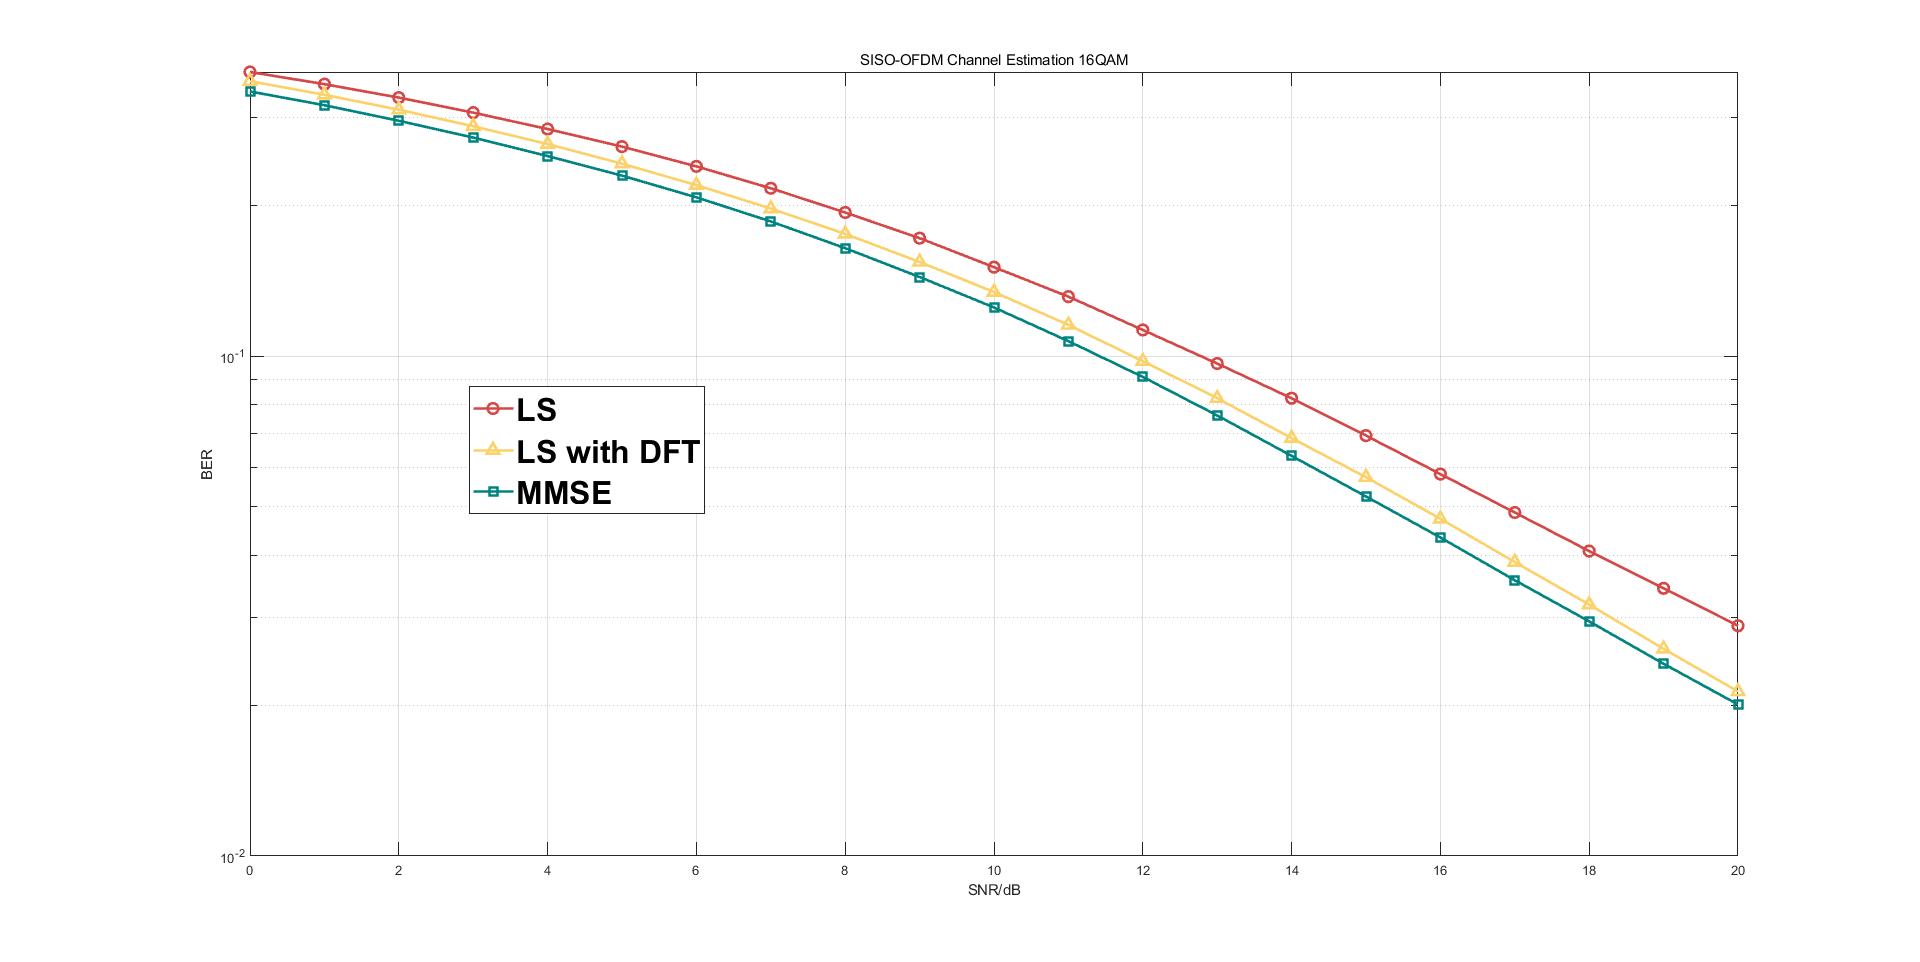 SISO-OFDM Channel Estimation 16QAM
10^-1
LS
LS with DFT
BER
MMSE
10^-2
0 2 4 6 8 10 12 14 16 18 20
SNR/dB